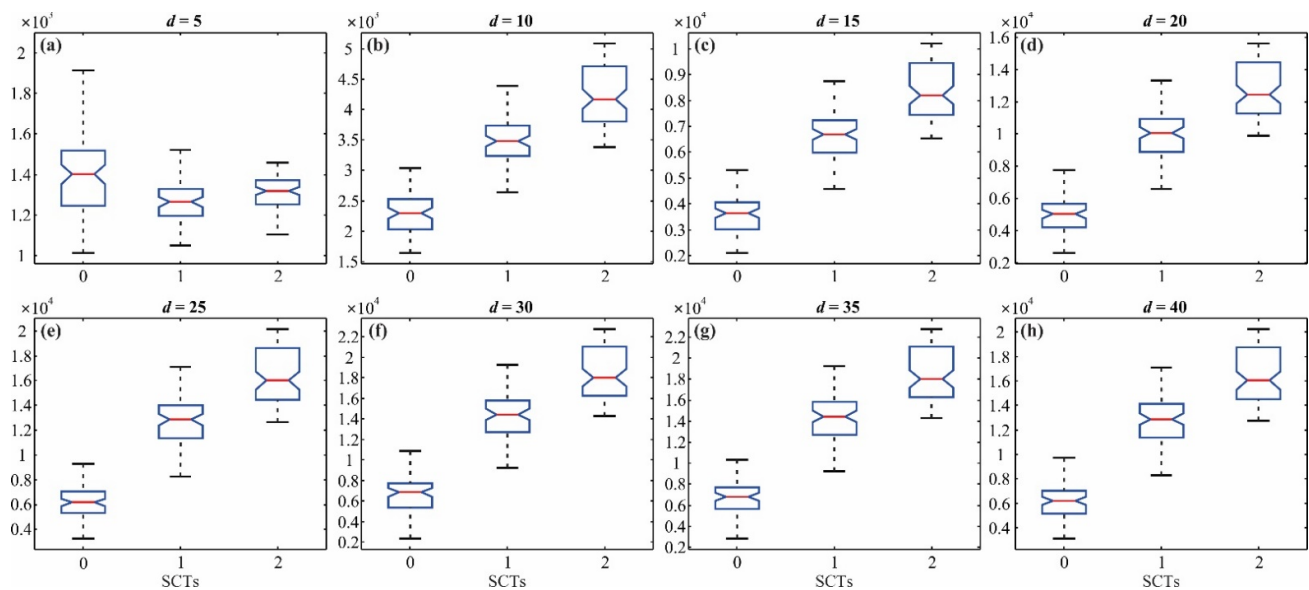 ×10³
d = 5
(a)
2
1.8
1.6
1.4
1.2
1
0 1 2
×10³
d = 10
(b)
5
4.5
4
3.5
3
2.5
2
1.5
0 1 2
×10⁴
d = 15
(c)
1
0.9
0.8
0.7
0.6
0.5
0.4
0.3
0.2
0 1 2
×10⁴
d = 20
(d)
1.6
1.4
1.2
1
0.8
0.6
0.4
0.2
0 1 2
×10⁴
d = 25
(e)
2
1.8
1.6
1.4
1.2
1
0.8
0.6
0.4
0 1 2
SCTs
×10⁴
d = 30
(f)
2.2
2
1.8
1.6
1.4
1.2
1
0.8
0.6
0.4
0.2
0 1 2
SCTs
×10⁴
d = 35
(g)
2.2
2
1.8
1.6
1.4
1.2
1
0.8
0.6
0.4
0.2
0 1 2
SCTs
×10⁴
d = 40
(h)
2
1.8
1.6
1.4
1.2
1
0.8
0.6
0.4
0 1 2
SCTs